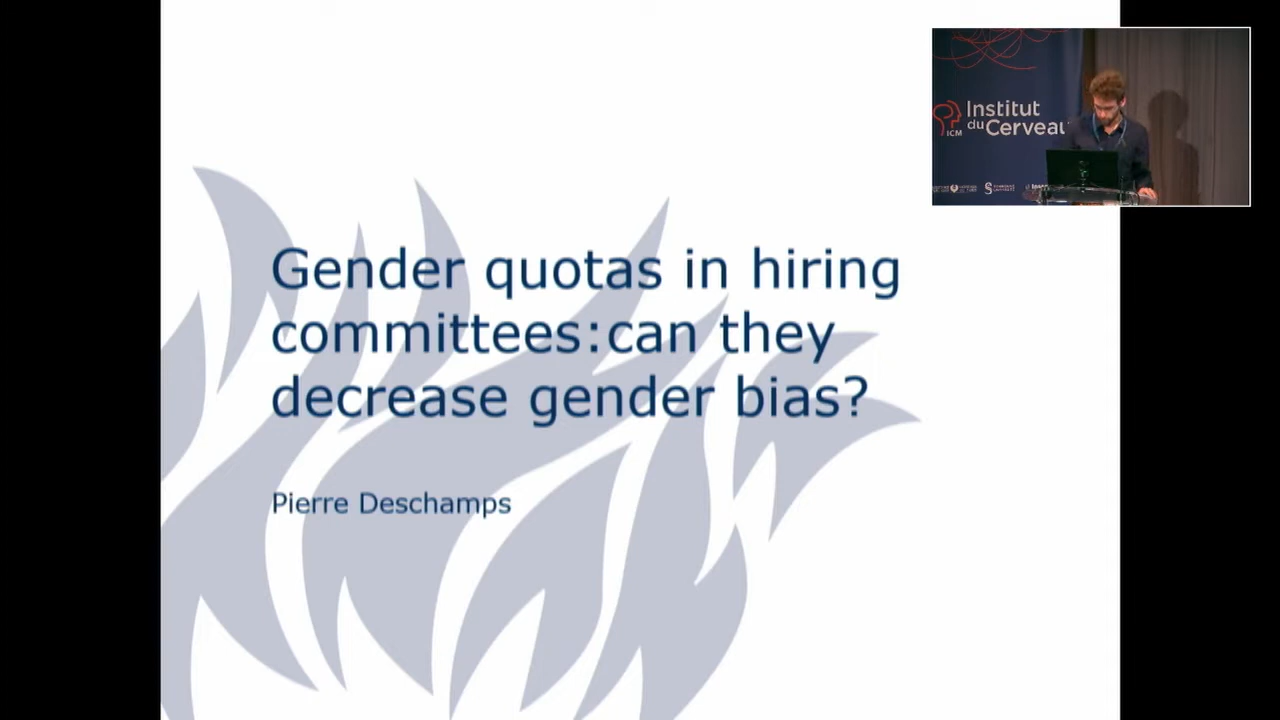 Gender quotas in hiring
committees:can they
decrease gender bias?
Pierre Deschamps
Institut
du Cerveau
ICM